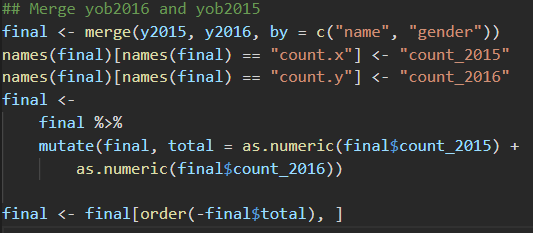 ## Merge yob2016 and yob2015
final <- merge(y2015, y2016, by = c("name", "gender"))
names(final)[names(final) == "count.x"] <- "count_2015"
names(final)[names(final) == "count.y"] <- "count_2016"
final <-
    final %>%
    mutate(final, total = as.numeric(final$count_2015) +
        as.numeric(final$count_2016))
final <- final[order(-final$total), ]